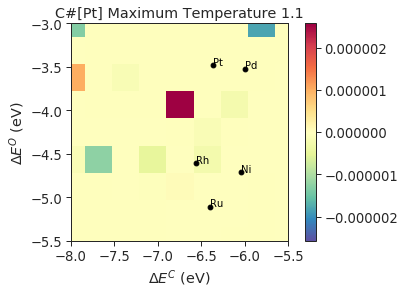 C#[Pt] Maximum Temperature 1.1
−3.0
−3.5
−4.0
−4.5
−5.0
−5.5
ΔE^O (eV)
Pt
Pd
Rh
Ni
Ru
−8.0 −7.5 −7.0 −6.5 −6.0 −5.5
ΔE^C (eV)
0.000002
0.000001
0.000000
−0.000001
−0.000002